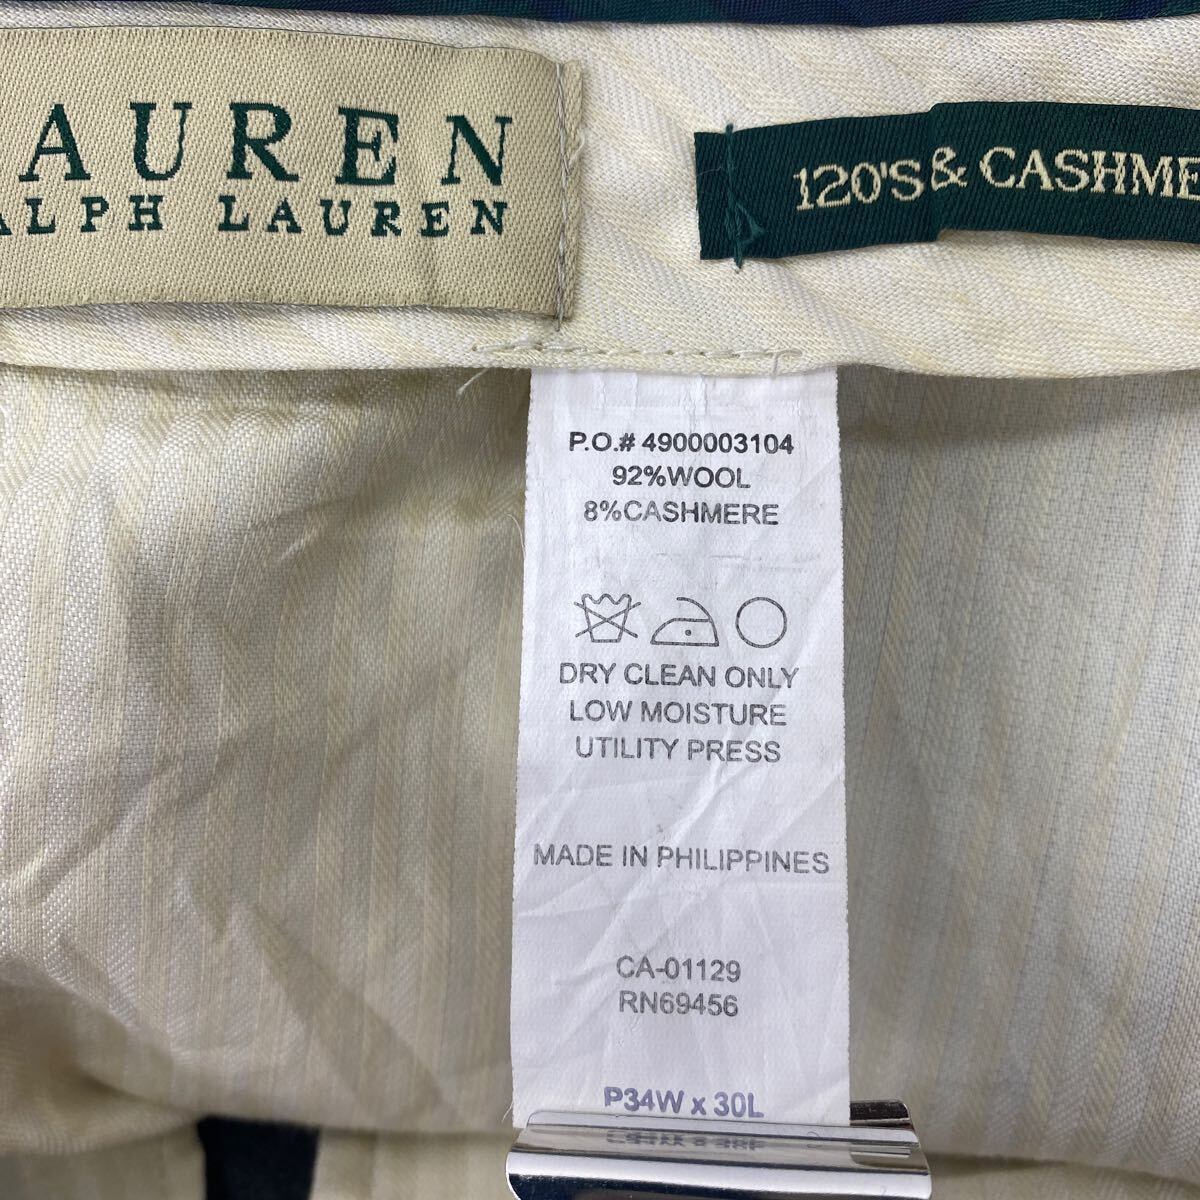 AUREN
ALPH LAUREN
120'S & CASHME
P.O.# 4900003104
92%WOOL
8%CASHMERE
DRY CLEAN ONLY
LOW MOISTURE
UTILITY PRESS
MADE IN PHILIPPINES
CA-01129
RN69456
P34W x 30L